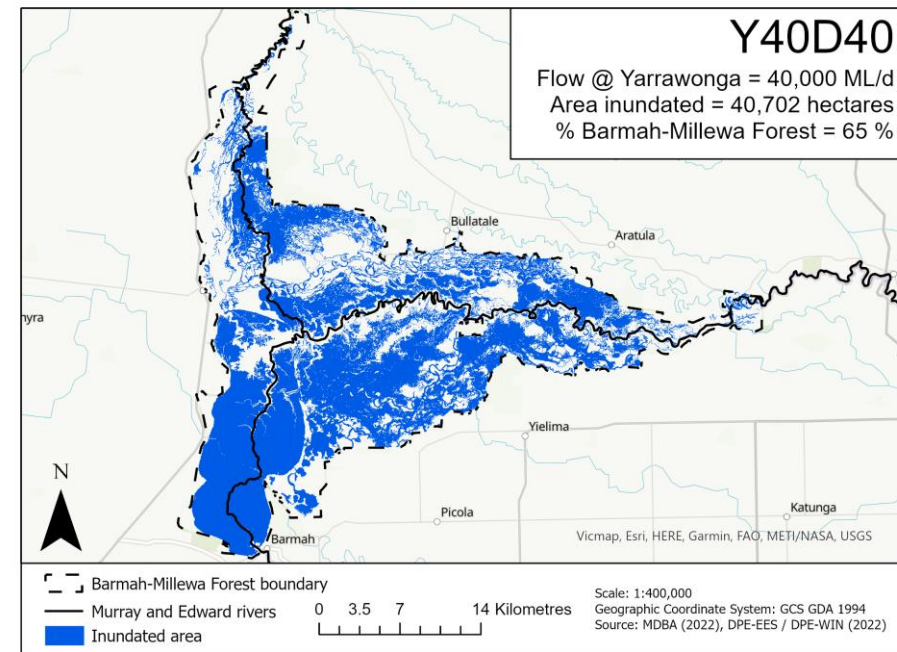 Y40D40
Flow @ Yarrawonga = 40,000 ML/d
Area inundated = 40,702 hectares
% Barmah-Millewa Forest = 65 %
Bullatale
Aratula
nyra
Yielima
N
Picola
Katunga
Barmah
Vicmap, Esri, HERE, Garmin, FAO, METI/NASA, USGS
Barmah-Millewa Forest boundary
Murray and Edward rivers
Inundated area
0 3.5 7 14 Kilometres
Scale: 1:400,000
Geographic Coordinate System: GCS GDA 1994
Source: MDBA (2022), DPE-EES / DPE-WIN (2022)